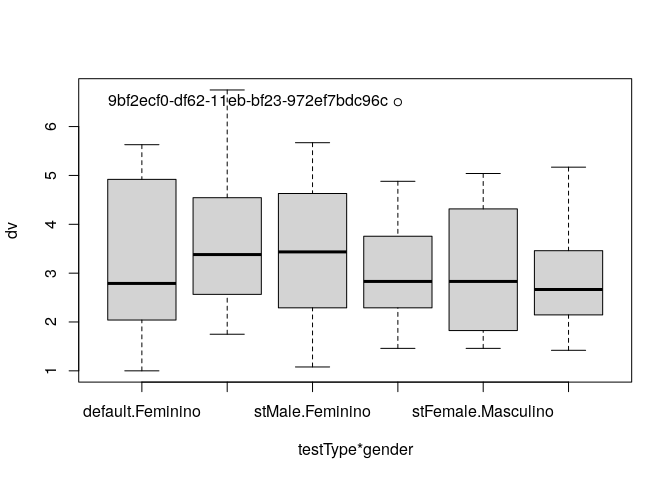 9bf2ecf0-df62-11eb-bf23-972ef7bdc96c
6
5
4
3
2
1
dv
default.Feminino stMale.Feminino stFemale.Masculino
testType*gender